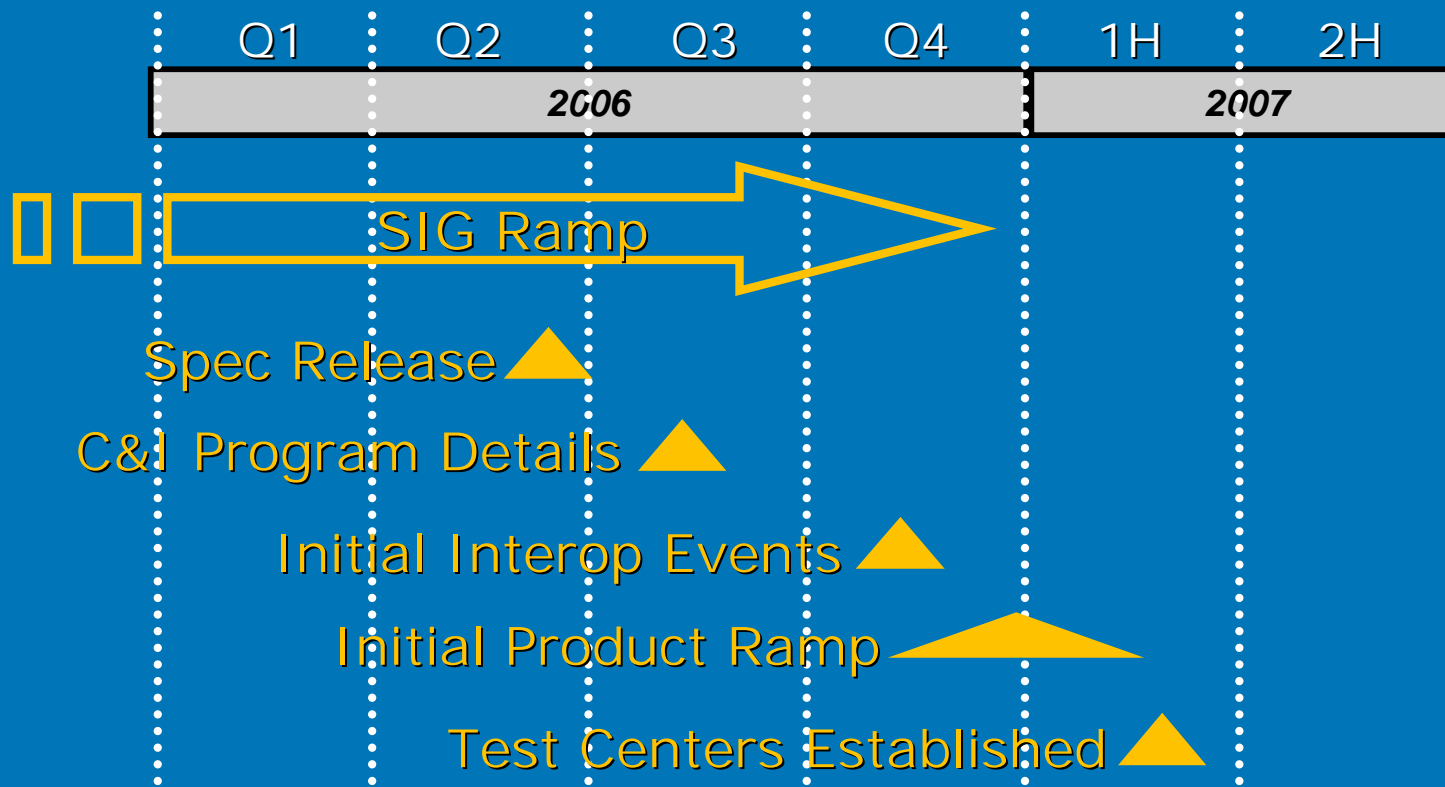 Q1 Q2 Q3 Q4 1H 2H
2006 2007
SIG Ramp
Spec Release
C&I Program Details
Initial Interop Events
Initial Product Ramp
Test Centers Established